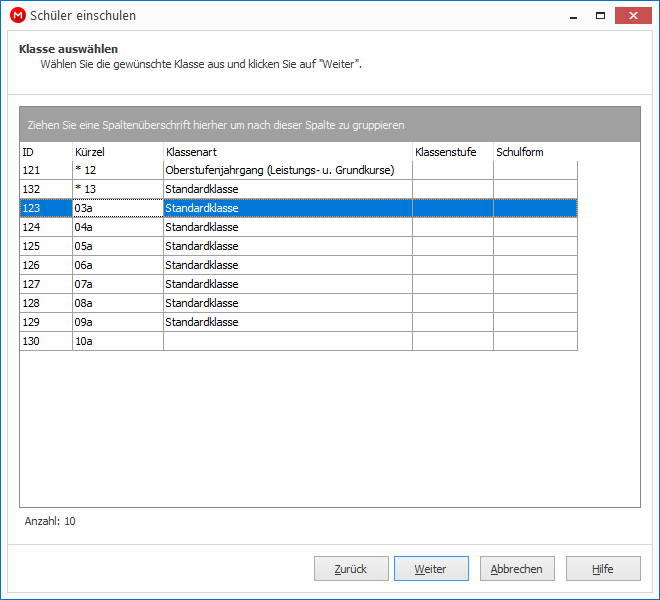 M Schüler einschulen
Klasse auswählen
Wählen Sie die gewünschte Klasse aus und klicken Sie auf "Weiter".
Ziehen Sie eine Spaltenüberschrift hierher um nach dieser Spalte zu gruppieren
ID Kürzel Klassenart Klassenstufe Schulform
121 * 12 Oberstufenjahrgang (Leistungs- u. Grundkurse)
132 * 13 Standardklasse
123 03a Standardklasse
124 04a Standardklasse
125 05a Standardklasse
126 06a Standardklasse
127 07a Standardklasse
128 08a Standardklasse
129 09a Standardklasse
130 10a
Anzahl: 10
Zurück Weiter Abbrechen Hilfe